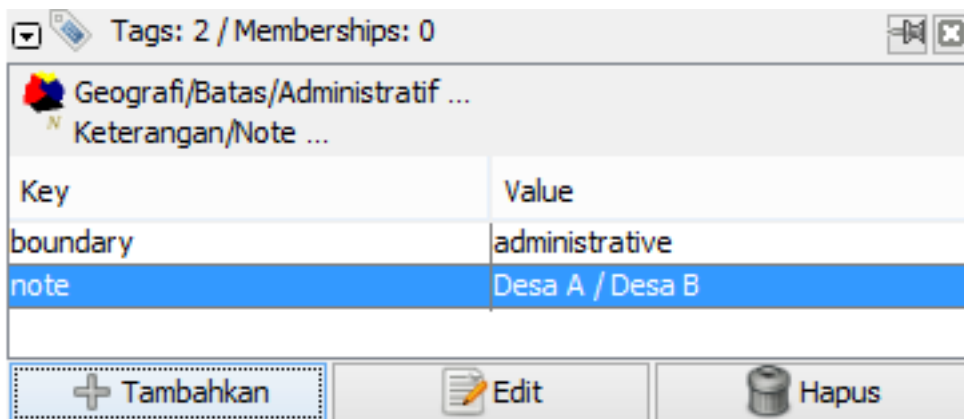 Tags: 2 / Memberships: 0
Geografi/Batas/Administratif ...
N
Keterangan/Note ...
Key Value
boundary administrative
note Desa A / Desa B
Tambahkan Edit Hapus